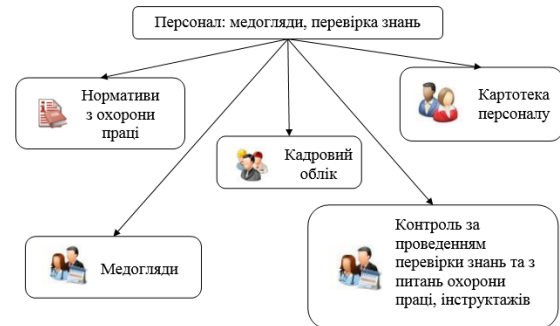 Персонал: медогляди, перевірка знань
Нормативи
з охорони
праці
Картотека
персоналу
Кадровий
облік
Медогляди
Контроль за
проведенням
перевірки знань та з
питань охорони
праці, інструктажів